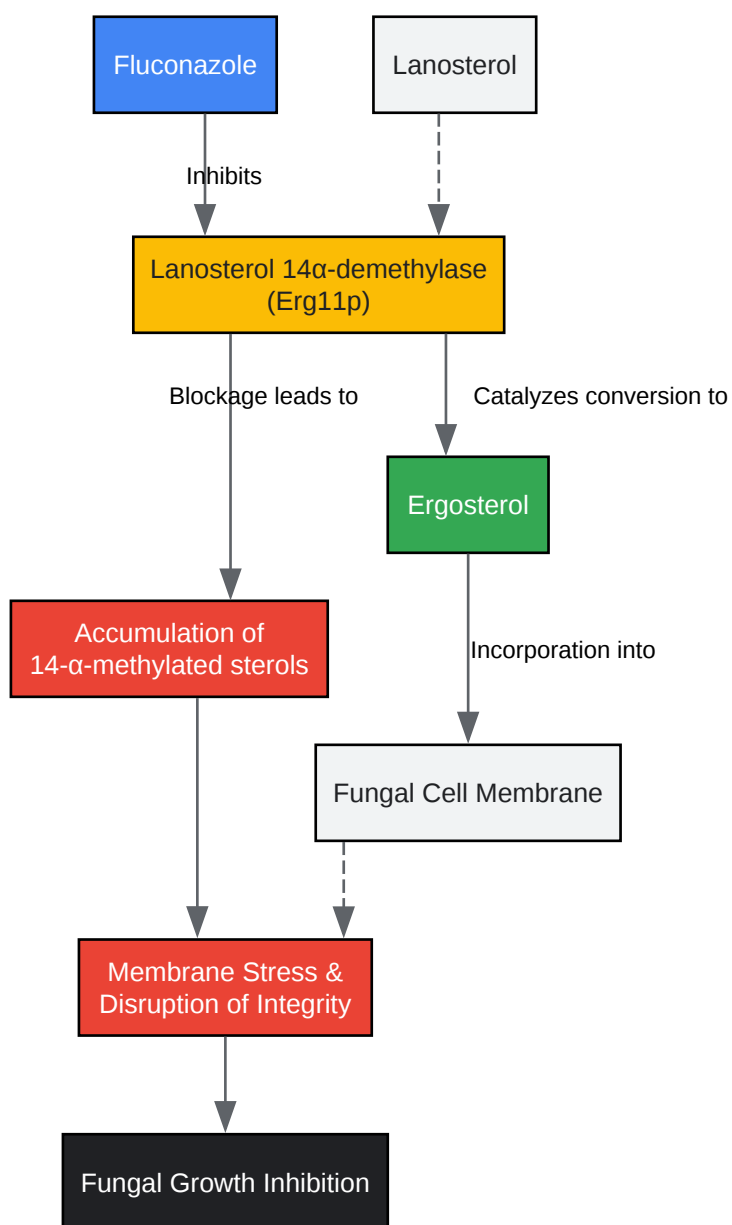 Fluconazole
Lanosterol
Inhibits
Lanosterol 14α-demethylase
(Erg11p)
Blockage leads to
Catalyzes conversion to
Ergosterol
Accumulation of
14-α-methylated sterols
Incorporation into
Fungal Cell Membrane
Membrane Stress &
Disruption of Integrity
Fungal Growth Inhibition